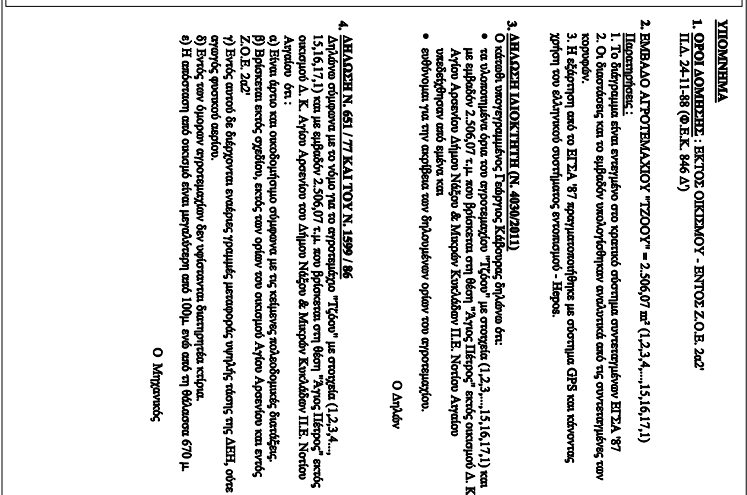 ΥΠΟΜΝΗΜΑ
1. ΟΡΟΙ ΔΟΜΗΣΗΣ : ΕΚΤΟΣ ΟΙΚΙΣΜΟΥ - ΕΝΤΟΣ Ζ.Ο.Ε. 2α2'
Π.Δ. 24-11-88 (Φ.Ε.Κ. 846 Δ')
2. ΕΜΒΑΔΟ ΑΓΡΟΤΕΜΑΧΙΟΥ "ΤΖΟΟΥ" = 2.506,07 m² (1,2,3,4,...,15,16,17,1)
Παρατηρήσεις :
1. Το διάγραμμα είναι ενταγμένο στο κρατικό σύστημα συντεταγμένων ΕΓΣΑ '87
2. Οι διαστάσεις και το εμβαδόν υπολογίσθηκαν αναλυτικά από τις συντεταγμένες των
κορυφών.
3. Η εξάρτηση από το ΕΓΣΑ '87 πραγματοποιήθηκε με σύστημα GPS και κάνοντας
χρήση του ελληνικού συστήματος εντοπισμού - Hepos.
3. ΔΗΛΩΣΗ ΙΔΙΟΚΤΗΤΗ (Ν. 4030/2011)
Ο κάτωθι υπογεγραμμένος Γεώργιος Κάβουρας δηλώνω ότι:
• τα υλοποιημένα όρια του αγροτεμαχίου "Τζόου" με στοιχεία (1,2,3,...,15,16,17,1) και
με εμβαδόν 2.506,07 τ.μ. που βρίσκεται στη θέση "Άγιος Πέτρος" εκτός οικισμού Δ. Κ.
Αγίου Αρσενίου Δήμου Νάξου & Μικρών Κυκλάδων Π.Ε. Νοτίου Αιγαίου
υπεδείχθησαν από εμένα και
• ευθύνομαι για την ακρίβεια των δηλουμένων ορίων του αγροτεμαχίου.
Ο Δηλών
4. ΔΗΛΩΣΗ Ν. 651 / 77 ΚΑΙ ΤΟΥ Ν. 1599 / 86
Δηλώνω σύμφωνα με το νόμο για το αγροτεμάχιο "Τζόου" με στοιχεία (1,2,3,4...,
15,16,17,1) και με εμβαδόν 2.506,07 τ.μ. που βρίσκεται στη θέση "Άγιος Πέτρος" εκτός
οικισμού Δ. Κ. Αγίου Αρσενίου του Δήμου Νάξου & Μικρών Κυκλάδων Π.Ε. Νοτίου
Αιγαίου ότι :
α) Είναι άρτιο και οικοδομήσιμο σύμφωνα με τις κείμενες πολεοδομικές διατάξεις.
β) Βρίσκεται εκτός σχεδίου, εκτός των ορίων του οικισμού Αγίου Αρσενίου και εντός
Ζ.Ο.Ε. 2α2'
γ) Εντός αυτού δε διέρχονται εναέριες γραμμές μεταφοράς υψηλής τάσης της ΔΕΗ, ούτε
αγωγός φυσικού αερίου.
δ) Εντός των όμορων αγροτεμαχίων δεν υφίστανται διατηρητέα κτίρια.
ε) Η απόσταση από οικισμό είναι μεγαλύτερη από 100μ. ενώ από τη θάλασσα 670 μ.
Ο Μηχανικός